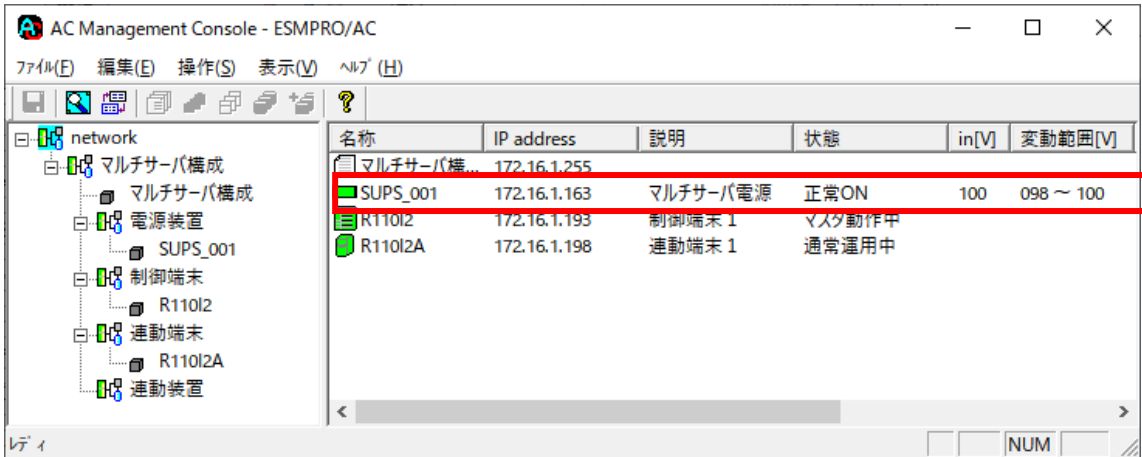 AC Management Console - ESMPRO/AC
ﾌｧｲﾙ(F) 編集(E) 操作(S) 表示(V) ﾍﾙﾌﾟ(H)
network
マルチサーバ構成
マルチサーバ構成
電源装置
SUPS_001
制御端末
R110I2
連動端末
R110I2A
連動装置
名称 IP address 説明 状態 in[V] 変動範囲[V]
マルチサーバ構... 172.16.1.255
SUPS_001 172.16.1.163 マルチサーバ電源 正常ON 100 098 ～ 100
R110I2 172.16.1.193 制御端末 1 マスタ動作中
R110I2A 172.16.1.198 連動端末 1 通常運用中
ﾚﾃﾞｨ NUM